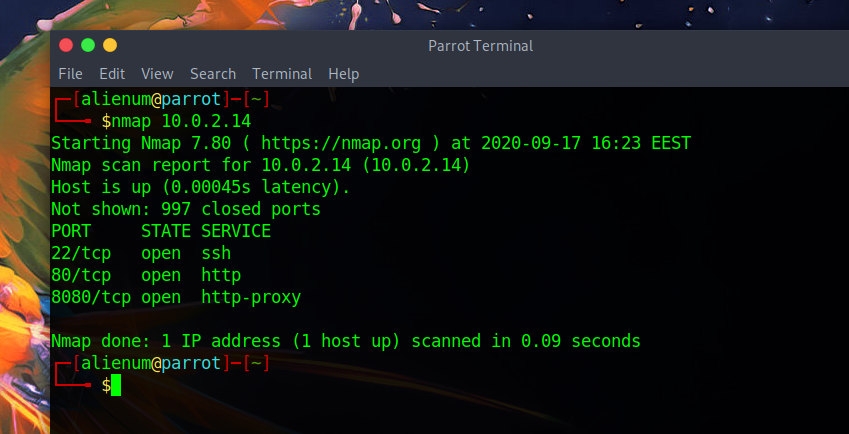 Parrot Terminal
File Edit View Search Terminal Help
┌─[alienum@parrot]─[~]
└──╼ $nmap 10.0.2.14
Starting Nmap 7.80 ( https://nmap.org ) at 2020-09-17 16:23 EEST
Nmap scan report for 10.0.2.14 (10.0.2.14)
Host is up (0.00045s latency).
Not shown: 997 closed ports
PORT     STATE SERVICE
22/tcp   open  ssh
80/tcp   open  http
8080/tcp open  http-proxy
Nmap done: 1 IP address (1 host up) scanned in 0.09 seconds
┌─[alienum@parrot]─[~]
└──╼ $